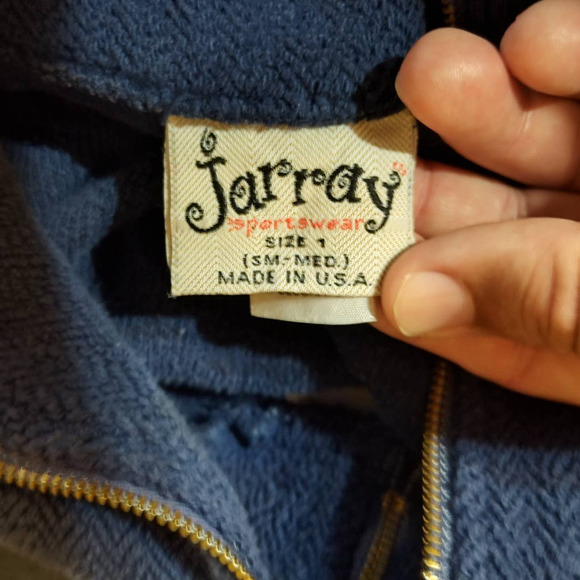 Jarray
sportswear
SIZE 1
(SM-MED.)
MADE IN U.S.A.